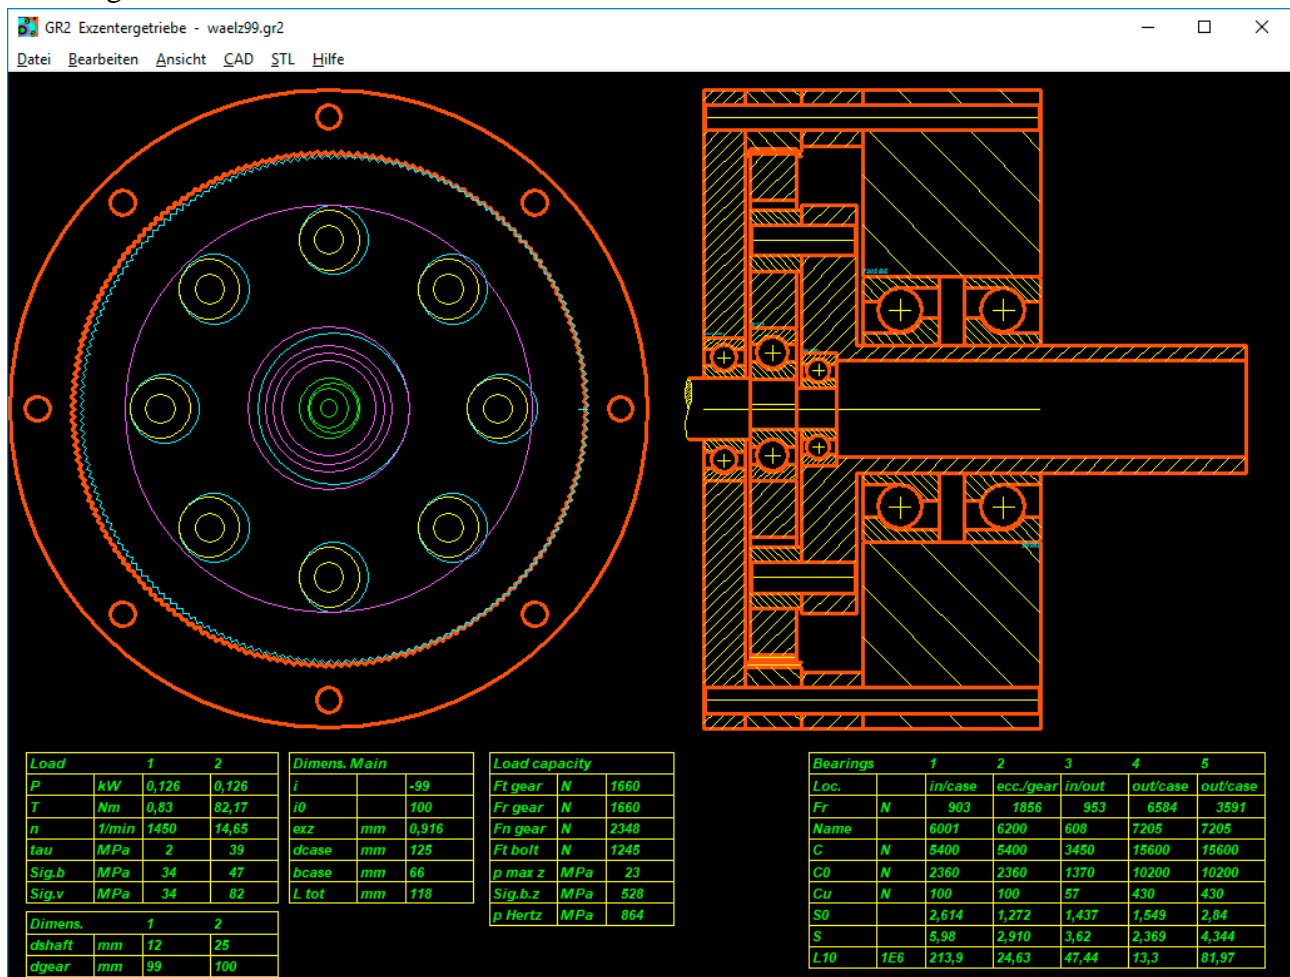 GR2 Exzentergetriebe - waelz99.gr2
Datei Bearbeiten Ansicht CAD STL Hilfe
7205 BE
Load 1 2
P kW 0,126 0,126
T Nm 0,83 82,17
n 1/min 1450 14,65
tau MPa 2 39
Sig.b MPa 34 47
Sig.v MPa 34 82
Dimens. 1 2
dshaft mm 12 25
dgear mm 99 100
Dimens. Main
i -99
i0 100
exz mm 0,916
dcase mm 125
bcase mm 66
L tot mm 118
Load capacity
Ft gear N 1660
Fr gear N 1660
Fn gear N 2348
Ft bolt N 1245
p max z MPa 23
Sig.b.z MPa 528
p Hertz MPa 864
Bearings 1 2 3 4 5
Loc. in/case ecc./gear in/out out/case out/case
Fr N 903 1856 953 6584 3591
Name 6001 6200 608 7205 7205
C N 5400 5400 3450 15600 15600
C0 N 2360 2360 1370 10200 10200
Cu N 100 100 57 430 430
S0 2,614 1,272 1,437 1,549 2,84
S 5,98 2,910 3,62 2,369 4,344
L10 1E6 213,9 24,63 47,44 13,3 81,97